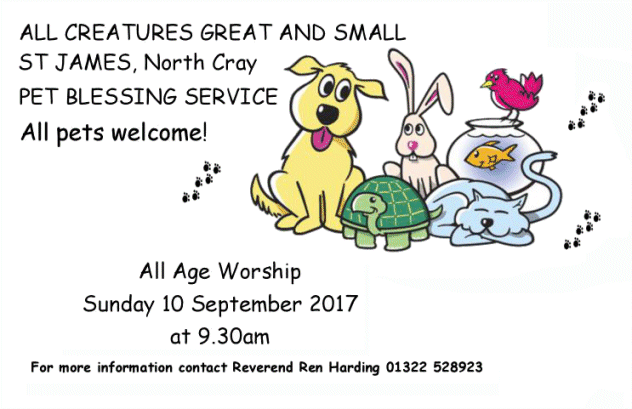 ALL CREATURES GREAT AND SMALL
ST JAMES, North Cray
PET BLESSING SERVICE
All pets welcome!
All Age Worship
Sunday 10 September 2017
at 9.30am
For more information contact Reverend Ren Harding 01322 528923